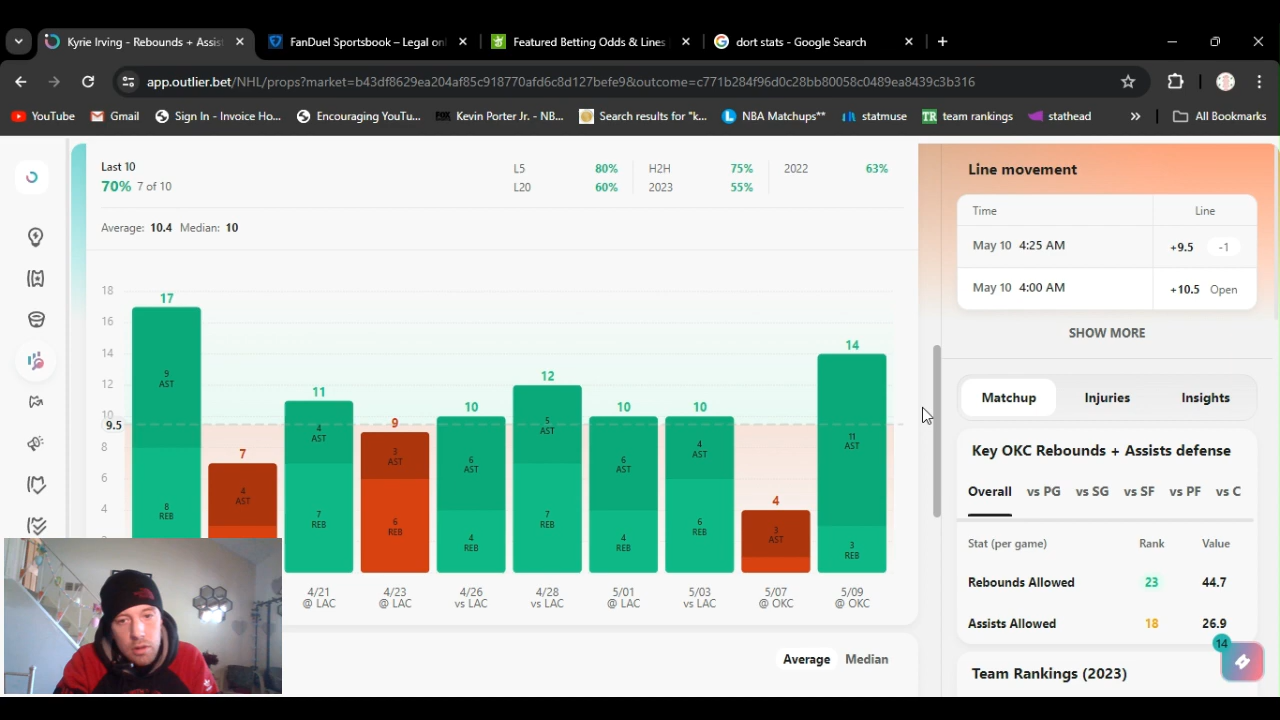 Kyrie Irving - Rebounds + Assis
FanDuel Sportsbook – Legal onl
Featured Betting Odds & Lines
dort stats - Google Search
app.outlier.bet/NHL/props?market=b43df8629ea204af85c918770afd6c8d127befe9&outcome=c771b284f96d0c28bb80058c0489ea8439c3b316
YouTube
Gmail
Sign In - Invoice Ho...
Encouraging YouTu...
Kevin Porter Jr. - NB...
Search results for "k...
NBA Matchups**
statmuse
team rankings
stathead
All Bookmarks
Last 10
70% 7 of 10
L5 80% H2H 75% 2022 63%
L20 60% 2023 55%
Average: 10.4 Median: 10
18
16
14
12
10
9.5
8
6
4
17
9
AST
8
REB
7
4
AST
11
4
AST
7
REB
9
3
AST
6
REB
10
6
AST
4
REB
12
5
AST
7
REB
10
6
AST
4
REB
10
4
AST
6
REB
4
3
AST
14
11
AST
3
REB
4/21
@ LAC
4/23
@ LAC
4/26
vs LAC
4/28
vs LAC
5/01
@ LAC
5/03
vs LAC
5/07
@ OKC
5/09
@ OKC
Average Median
Line movement
Time Line
May 10 4:25 AM +9.5 -1
May 10 4:00 AM +10.5 Open
SHOW MORE
Matchup Injuries Insights
Key OKC Rebounds + Assists defense
Overall vs PG vs SG vs SF vs PF vs C
Stat (per game) Rank Value
Rebounds Allowed 23 44.7
Assists Allowed 18 26.9
14
Team Rankings (2023)